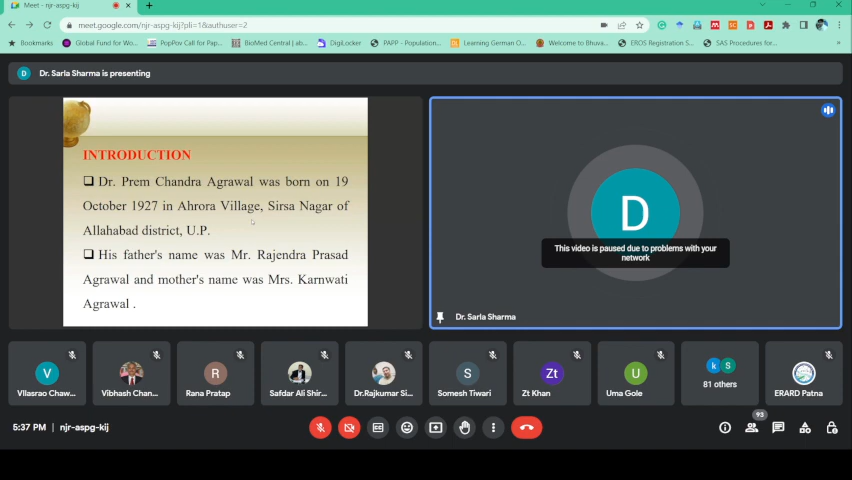 Meet - njr-aspg-kij
meet.google.com/njr-aspg-kij?pli=1&authuser=2
Bookmarks
Global Fund for Wo...
PopPov Call for Pap...
BioMed Central | Lab...
DigiLocker
PAPP - Population...
Learning German O...
Welcome to Bhuva...
EROS Registration S...
SAS Procedures for...
D
Dr. Sarla Sharma is presenting
INTRODUCTION
Dr. Prem Chandra Agrawal was born on 19
October 1927 in Ahrora Village, Sirsa Nagar of
Allahabad district, U.P.
His father's name was Mr. Rajendra Prasad
Agrawal and mother's name was Mrs. Karnwati
Agrawal .
D
This video is paused due to problems with your
network
Dr. Sarla Sharma
V
R
S
Zt
U
k S
VIlasrao Chaw...
Vibhash Chan...
Rana Pratap
Safdar Ali Shir...
Dr.Rajkumar Si...
Somesh Tiwari
Zt Khan
Uma Gole
81 others
ERARD Patna
5:37 PM | njr-aspg-kij
93